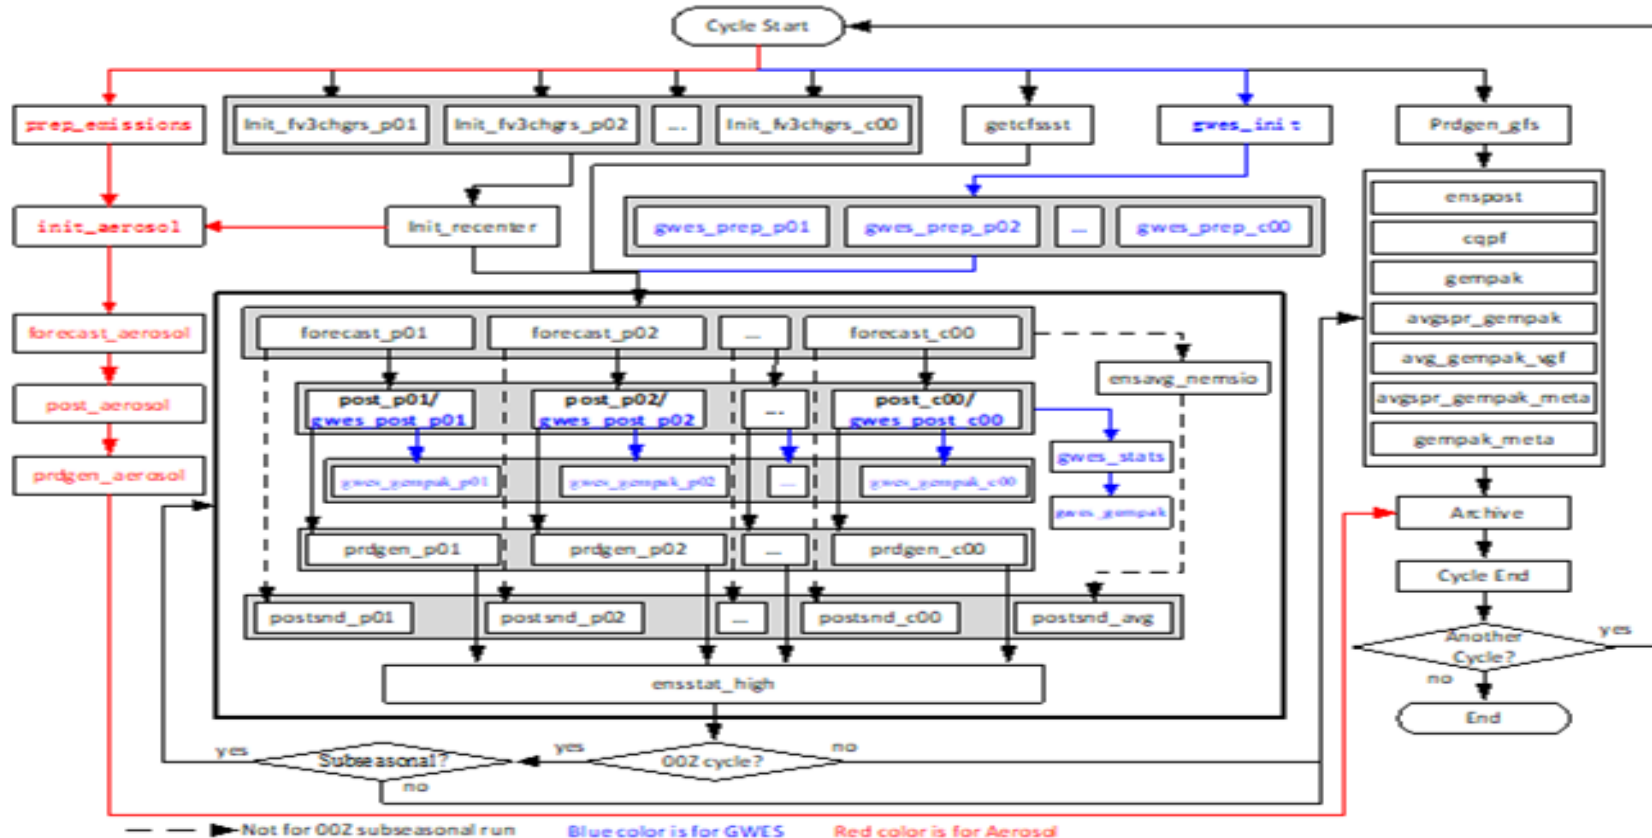 Cycle Start
prep_emissions
Init_fv3chgrs_p01
Init_fv3chgrs_p02
...
Init_fv3chgrs_c00
getcfssst
gwes_init
Prdgen_gfs
init_aerosol
Init_recenter
gwes_prep_p01
gwes_prep_p02
...
gwes_prep_c00
enspost
cqpf
gempak
avgspr_gempak
avg_gempak_vgf
avgspr_gempak_meta
gempak_meta
forecast_aerosol
post_aerosol
prdgen_aerosol
forecast_p01
forecast_p02
...
forecast_c00
ensavg_nemsio
post_p01/
gwes_post_p01
post_p02/
gwes_post_p02
...
post_c00/
gwes_post_c00
gwes_stats
gwes_gempak_p01
gwes_gempak_p02
...
gwes_gempak_c00
gwes_gempak
prdgen_p01
prdgen_p02
...
prdgen_c00
postsnd_p01
postsnd_p02
...
postsnd_c00
postsnd_avg
ensstat_high
Archive
Cycle End
Another
Cycle?
yes
no
End
yes
Subseasonal?
no
yes
00Z cycle?
no
Not for 00Z subseasonal run
Blue color is for GWES
Red color is for Aerosol